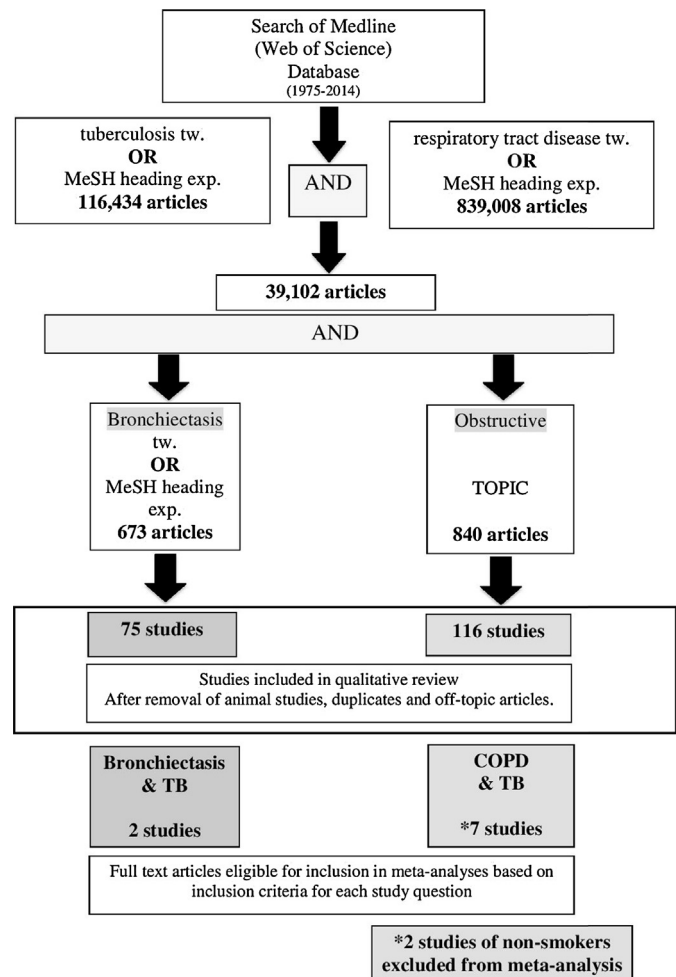 Search of Medline
(Web of Science)
Database
(1975-2014)
tuberculosis tw.
OR
MeSH heading exp.
116,434 articles
AND
respiratory tract disease tw.
OR
MeSH heading exp.
839,008 articles
39,102 articles
AND
Bronchiectasis
tw.
OR
MeSH heading
exp.
673 articles
Obstructive
TOPIC
840 articles
75 studies
116 studies
Studies included in qualitative review
After removal of animal studies, duplicates and off-topic articles.
Bronchiectasis
& TB
2 studies
COPD
& TB
*7 studies
Full text articles eligible for inclusion in meta-analyses based on
inclusion criteria for each study question
*2 studies of non-smokers
excluded from meta-analysis